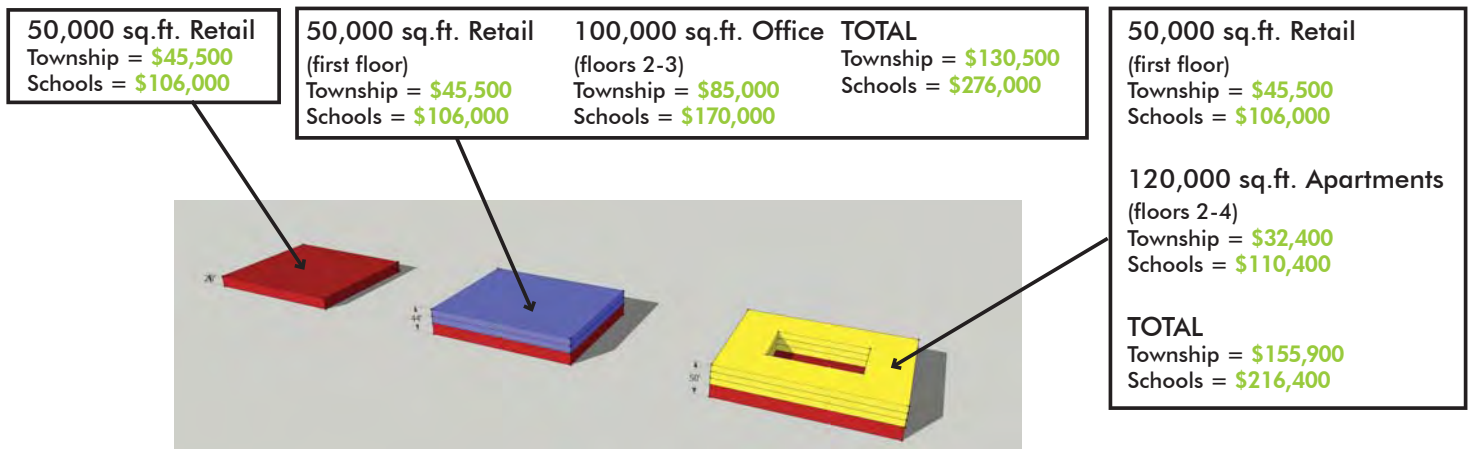 50,000 sq.ft. Retail
Township = $45,500
Schools = $106,000
50,000 sq.ft. Retail
(first floor)
Township = $45,500
Schools = $106,000
100,000 sq.ft. Office
(floors 2-3)
Township = $85,000
Schools = $170,000
TOTAL
Township = $130,500
Schools = $276,000
50,000 sq.ft. Retail
(first floor)
Township = $45,500
Schools = $106,000
120,000 sq.ft. Apartments
(floors 2-4)
Township = $32,400
Schools = $110,400
TOTAL
Township = $155,900
Schools = $216,400
44'
50'